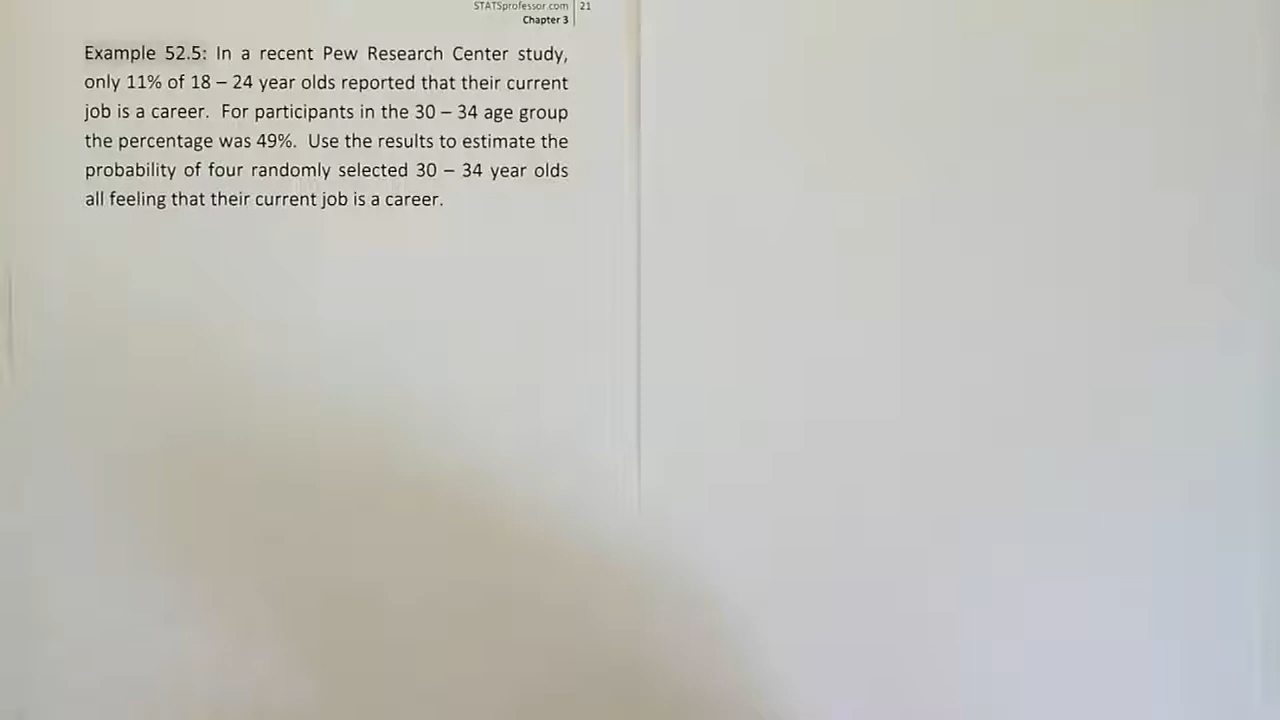 STATSprofessor.com 21
Chapter 3
Example 52.5: In a recent Pew Research Center study,
only 11% of 18 – 24 year olds reported that their current
job is a career. For participants in the 30 – 34 age group
the percentage was 49%. Use the results to estimate the
probability of four randomly selected 30 – 34 year olds
all feeling that their current job is a career.